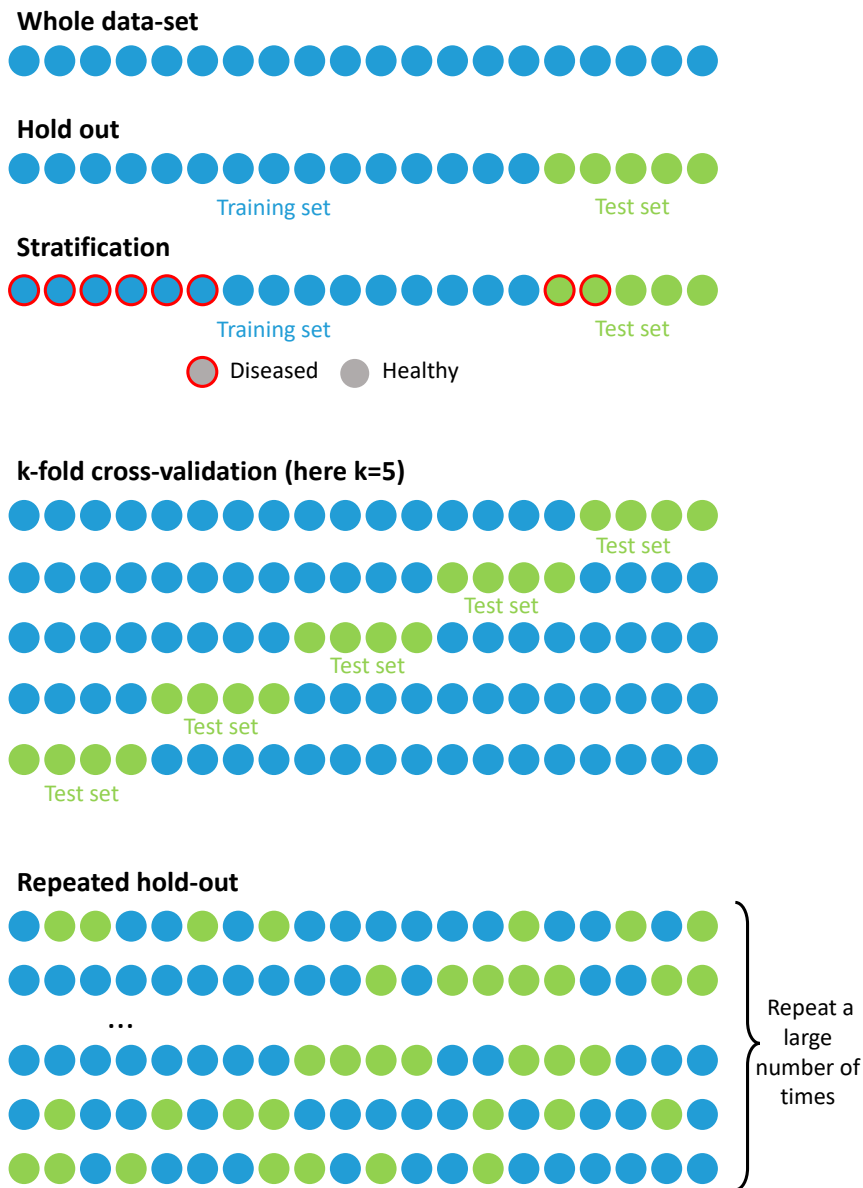 Whole data-set
Hold out
Training set
Test set
Stratification
Training set
Test set
Diseased
Healthy
k-fold cross-validation (here k=5)
Test set
Test set
Test set
Test set
Test set
Repeated hold-out
...
Repeat a
large
number of
times